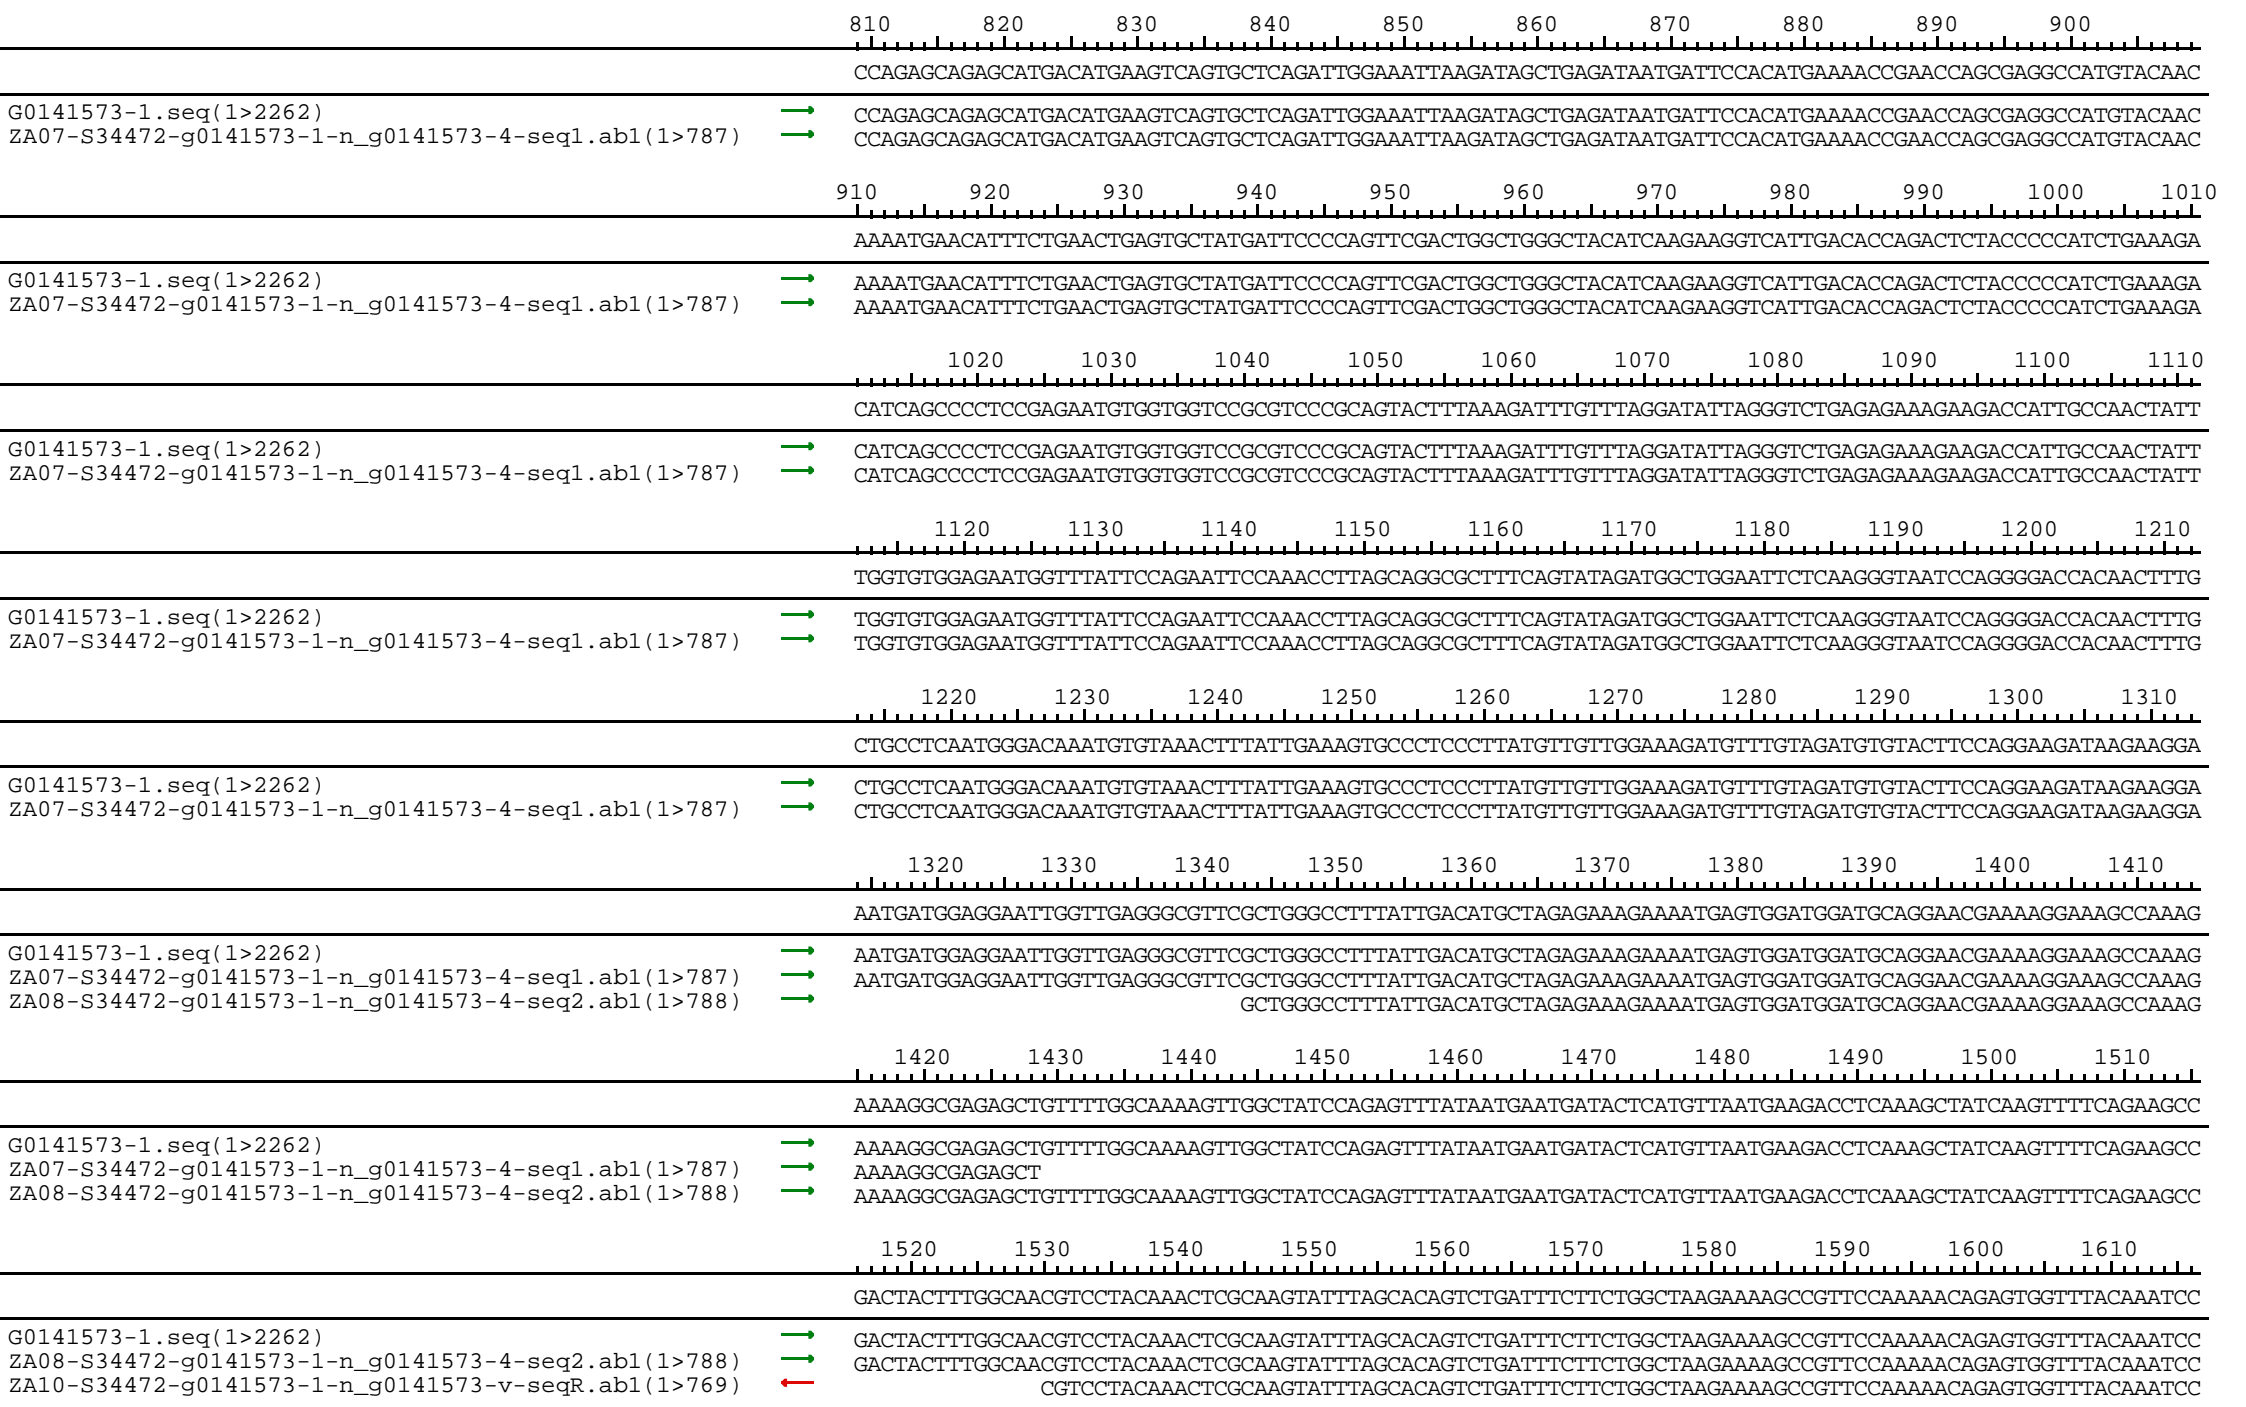 810 820 830 840 850 860 870 880 890 900
CCAGAGCAGAGCATGACATGAAGTCAGTGCTCAGATTGGAAATTAAGATAGCTGAGATAATGATTCCACATGAAAACCGAACCAGCGAGGCCATGTACAAC
G0141573-1.seq(1>2262) CCAGAGCAGAGCATGACATGAAGTCAGTGCTCAGATTGGAAATTAAGATAGCTGAGATAATGATTCCACATGAAAACCGAACCAGCGAGGCCATGTACAAC
ZA07-S34472-g0141573-1-n_g0141573-4-seq1.ab1(1>787) CCAGAGCAGAGCATGACATGAAGTCAGTGCTCAGATTGGAAATTAAGATAGCTGAGATAATGATTCCACATGAAAACCGAACCAGCGAGGCCATGTACAAC
910 920 930 940 950 960 970 980 990 1000 1010
AAAATGAACATTTCTGAACTGAGTGCTATGATTCCCCAGTTCGACTGGCTGGGCTACATCAAGAAGGTCATTGACACCAGACTCTACCCCCATCTGAAAGA
G0141573-1.seq(1>2262) AAAATGAACATTTCTGAACTGAGTGCTATGATTCCCCAGTTCGACTGGCTGGGCTACATCAAGAAGGTCATTGACACCAGACTCTACCCCCATCTGAAAGA
ZA07-S34472-g0141573-1-n_g0141573-4-seq1.ab1(1>787) AAAATGAACATTTCTGAACTGAGTGCTATGATTCCCCAGTTCGACTGGCTGGGCTACATCAAGAAGGTCATTGACACCAGACTCTACCCCCATCTGAAAGA
1020 1030 1040 1050 1060 1070 1080 1090 1100 1110
CATCAGCCCCTCCGAGAATGTGGTGGTCCGCGTCCCGCAGTACTTTAAAGATTTGTTTAGGATATTAGGGTCTGAGAGAAAGAAGACCATTGCCAACTATT
G0141573-1.seq(1>2262) CATCAGCCCCTCCGAGAATGTGGTGGTCCGCGTCCCGCAGTACTTTAAAGATTTGTTTAGGATATTAGGGTCTGAGAGAAAGAAGACCATTGCCAACTATT
ZA07-S34472-g0141573-1-n_g0141573-4-seq1.ab1(1>787) CATCAGCCCCTCCGAGAATGTGGTGGTCCGCGTCCCGCAGTACTTTAAAGATTTGTTTAGGATATTAGGGTCTGAGAGAAAGAAGACCATTGCCAACTATT
1120 1130 1140 1150 1160 1170 1180 1190 1200 1210
TGGTGTGGAGAATGGTTTATTCCAGAATTCCAAACCTTAGCAGGCGCTTTCAGTATAGATGGCTGGAATTCTCAAGGGTAATCCAGGGGACCACAACTTTG
G0141573-1.seq(1>2262) TGGTGTGGAGAATGGTTTATTCCAGAATTCCAAACCTTAGCAGGCGCTTTCAGTATAGATGGCTGGAATTCTCAAGGGTAATCCAGGGGACCACAACTTTG
ZA07-S34472-g0141573-1-n_g0141573-4-seq1.ab1(1>787) TGGTGTGGAGAATGGTTTATTCCAGAATTCCAAACCTTAGCAGGCGCTTTCAGTATAGATGGCTGGAATTCTCAAGGGTAATCCAGGGGACCACAACTTTG
1220 1230 1240 1250 1260 1270 1280 1290 1300 1310
CTGCCTCAATGGGACAAATGTGTAAACTTTATTGAAAGTGCCCTCCCTTATGTTGTTGGAAAGATGTTTGTAGATGTGTACTTCCAGGAAGATAAGAAGGA
G0141573-1.seq(1>2262) CTGCCTCAATGGGACAAATGTGTAAACTTTATTGAAAGTGCCCTCCCTTATGTTGTTGGAAAGATGTTTGTAGATGTGTACTTCCAGGAAGATAAGAAGGA
ZA07-S34472-g0141573-1-n_g0141573-4-seq1.ab1(1>787) CTGCCTCAATGGGACAAATGTGTAAACTTTATTGAAAGTGCCCTCCCTTATGTTGTTGGAAAGATGTTTGTAGATGTGTACTTCCAGGAAGATAAGAAGGA
1320 1330 1340 1350 1360 1370 1380 1390 1400 1410
AATGATGGAGGAATTGGTTGAGGGCGTTCGCTGGGCCTTTATTGACATGCTAGAGAAAGAAAATGAGTGGATGGATGCAGGAACGAAAAGGAAAGCCAAAG
G0141573-1.seq(1>2262) AATGATGGAGGAATTGGTTGAGGGCGTTCGCTGGGCCTTTATTGACATGCTAGAGAAAGAAAATGAGTGGATGGATGCAGGAACGAAAAGGAAAGCCAAAG
ZA07-S34472-g0141573-1-n_g0141573-4-seq1.ab1(1>787) AATGATGGAGGAATTGGTTGAGGGCGTTCGCTGGGCCTTTATTGACATGCTAGAGAAAGAAAATGAGTGGATGGATGCAGGAACGAAAAGGAAAGCCAAAG
ZA08-S34472-g0141573-1-n_g0141573-4-seq2.ab1(1>788) GCTGGGCCTTTATTGACATGCTAGAGAAAGAAAATGAGTGGATGGATGCAGGAACGAAAAGGAAAGCCAAAG
1420 1430 1440 1450 1460 1470 1480 1490 1500 1510
AAAAGGCGAGAGCTGTTTTGGCAAAAGTTGGCTATCCAGAGTTTATAATGAATGATACTCATGTTAATGAAGACCTCAAAGCTATCAAGTTTTCAGAAGCC
G0141573-1.seq(1>2262) AAAAGGCGAGAGCTGTTTTGGCAAAAGTTGGCTATCCAGAGTTTATAATGAATGATACTCATGTTAATGAAGACCTCAAAGCTATCAAGTTTTCAGAAGCC
ZA07-S34472-g0141573-1-n_g0141573-4-seq1.ab1(1>787) AAAAGGCGAGAGCT
ZA08-S34472-g0141573-1-n_g0141573-4-seq2.ab1(1>788) AAAAGGCGAGAGCTGTTTTGGCAAAAGTTGGCTATCCAGAGTTTATAATGAATGATACTCATGTTAATGAAGACCTCAAAGCTATCAAGTTTTCAGAAGCC
1520 1530 1540 1550 1560 1570 1580 1590 1600 1610
GACTACTTTGGCAACGTCCTACAAACTCGCAAGTATTTAGCACAGTCTGATTTCTTCTGGCTAAGAAAAGCCGTTCCAAAAACAGAGTGGTTTACAAATCC
G0141573-1.seq(1>2262) GACTACTTTGGCAACGTCCTACAAACTCGCAAGTATTTAGCACAGTCTGATTTCTTCTGGCTAAGAAAAGCCGTTCCAAAAACAGAGTGGTTTACAAATCC
ZA08-S34472-g0141573-1-n_g0141573-4-seq2.ab1(1>788) GACTACTTTGGCAACGTCCTACAAACTCGCAAGTATTTAGCACAGTCTGATTTCTTCTGGCTAAGAAAAGCCGTTCCAAAAACAGAGTGGTTTACAAATCC
ZA10-S34472-g0141573-1-n_g0141573-v-seqR.ab1(1>769) CGTCCTACAAACTCGCAAGTATTTAGCACAGTCTGATTTCTTCTGGCTAAGAAAAGCCGTTCCAAAAACAGAGTGGTTTACAAATCC